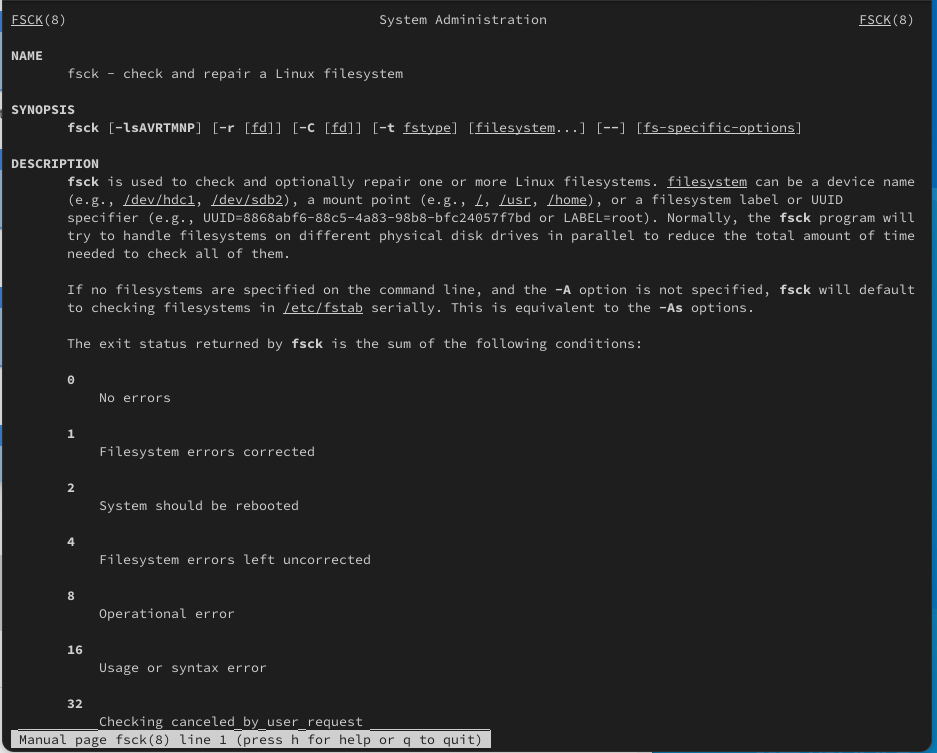 FSCK(8) System Administration FSCK(8)
NAME
fsck - check and repair a Linux filesystem
SYNOPSIS
fsck [-lsAVRTMNP] [-r [fd]] [-C [fd]] [-t fstype] [filesystem...] [--] [fs-specific-options]
DESCRIPTION
fsck is used to check and optionally repair one or more Linux filesystems. filesystem can be a device name
(e.g., /dev/hdc1, /dev/sdb2), a mount point (e.g., /, /usr, /home), or a filesystem label or UUID
specifier (e.g., UUID=8868abf6-88c5-4a83-98b8-bfc24057f7bd or LABEL=root). Normally, the fsck program will
try to handle filesystems on different physical disk drives in parallel to reduce the total amount of time
needed to check all of them.
If no filesystems are specified on the command line, and the -A option is not specified, fsck will default
to checking filesystems in /etc/fstab serially. This is equivalent to the -As options.
The exit status returned by fsck is the sum of the following conditions:
0
No errors
1
Filesystem errors corrected
2
System should be rebooted
4
Filesystem errors left uncorrected
8
Operational error
16
Usage or syntax error
32
Checking canceled by user request
Manual page fsck(8) line 1 (press h for help or q to quit)